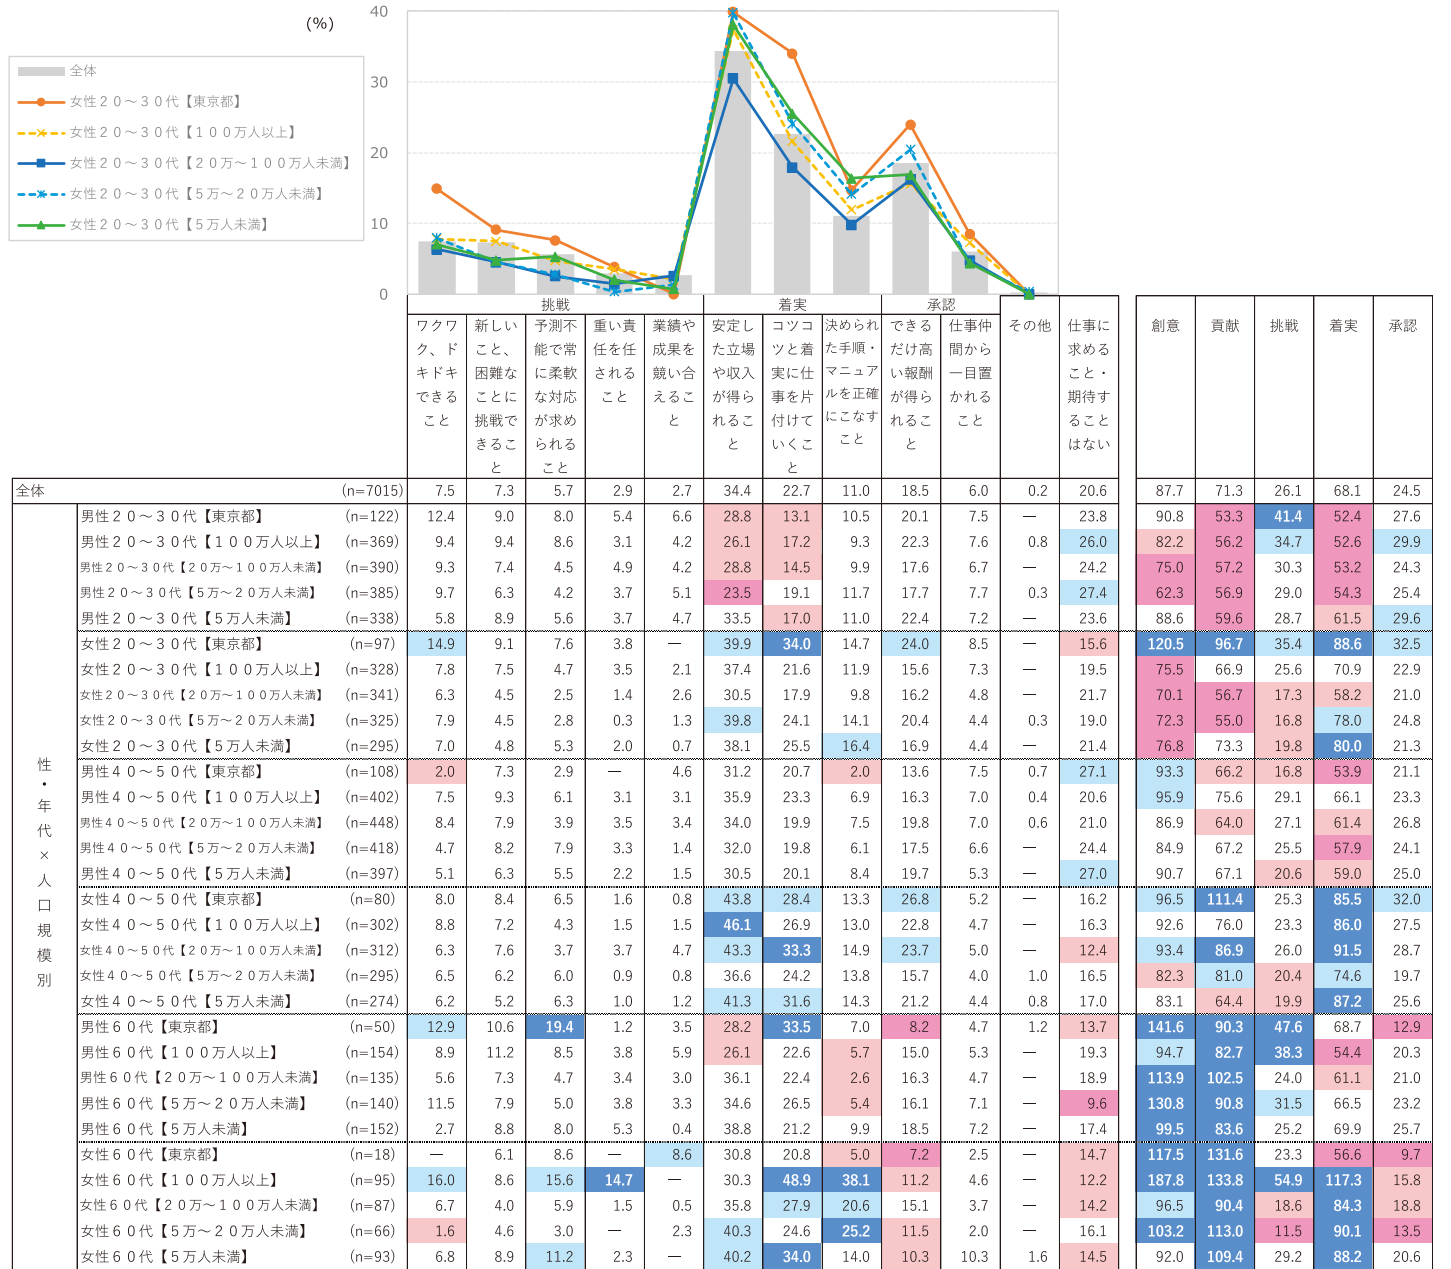 (%)
40
30
20
10
0
全体
女性２０～３０代【東京都】
女性２０～３０代【１００万人以上】
女性２０～３０代【２０万～１００万人未満】
女性２０～３０代【５万～２０万人未満】
女性２０～３０代【５万人未満】
挑戦 着実 承認
ワクワク、ドキドキできること 新しいこと、困難なことに挑戦できること 予測不能で常に柔軟な対応が求められること 重い責任を任されること 業績や成果を競い合えること 安定した立場や収入が得られること コツコツと着実に仕事を片付けていくこと 決められた手順・マニュアルを正確にこなすこと できるだけ高い報酬が得られること 仕事仲間から一目置かれること その他 仕事に求めること・期待することはない 創意 貢献 挑戦 着実 承認
全体 (n=7015) 7.5 7.3 5.7 2.9 2.7 34.4 22.7 11.0 18.5 6.0 0.2 20.6 87.7 71.3 26.1 68.1 24.5
性・年代×人口規模別
男性２０～３０代【東京都】 (n=122) 12.4 9.0 8.0 5.4 6.6 28.8 13.1 10.5 20.1 7.5 — 23.8 90.8 53.3 41.4 52.4 27.6
男性２０～３０代【１００万人以上】 (n=369) 9.4 9.4 8.6 3.1 4.2 26.1 17.2 9.3 22.3 7.6 0.8 26.0 82.2 56.2 34.7 52.6 29.9
男性２０～３０代【２０万～１００万人未満】 (n=390) 9.3 7.4 4.5 4.9 4.2 28.8 14.5 9.9 17.6 6.7 — 24.2 75.0 57.2 30.3 53.2 24.3
男性２０～３０代【５万～２０万人未満】 (n=385) 9.7 6.3 4.2 3.7 5.1 23.5 19.1 11.7 17.7 7.7 0.3 27.4 62.3 56.9 29.0 54.3 25.4
男性２０～３０代【５万人未満】 (n=338) 5.8 8.9 5.6 3.7 4.7 33.5 17.0 11.0 22.4 7.2 — 23.6 88.6 59.6 28.7 61.5 29.6
女性２０～３０代【東京都】 (n=97) 14.9 9.1 7.6 3.8 — 39.9 34.0 14.7 24.0 8.5 — 15.6 120.5 96.7 35.4 88.6 32.5
女性２０～３０代【１００万人以上】 (n=328) 7.8 7.5 4.7 3.5 2.1 37.4 21.6 11.9 15.6 7.3 — 19.5 75.5 66.9 25.6 70.9 22.9
女性２０～３０代【２０万～１００万人未満】 (n=341) 6.3 4.5 2.5 1.4 2.6 30.5 17.9 9.8 16.2 4.8 — 21.7 70.1 56.7 17.3 58.2 21.0
女性２０～３０代【５万～２０万人未満】 (n=325) 7.9 4.5 2.8 0.3 1.3 39.8 24.1 14.1 20.4 4.4 0.3 19.0 72.3 55.0 16.8 78.0 24.8
女性２０～３０代【５万人未満】 (n=295) 7.0 4.8 5.3 2.0 0.7 38.1 25.5 16.4 16.9 4.4 — 21.4 76.8 73.3 19.8 80.0 21.3
男性４０～５０代【東京都】 (n=108) 2.0 7.3 2.9 — 4.6 31.2 20.7 2.0 13.6 7.5 0.7 27.1 93.3 66.2 16.8 53.9 21.1
男性４０～５０代【１００万人以上】 (n=402) 7.5 9.3 6.1 3.1 3.1 35.9 23.3 6.9 16.3 7.0 0.4 20.6 95.9 75.6 29.1 66.1 23.3
男性４０～５０代【２０万～１００万人未満】 (n=448) 8.4 7.9 3.9 3.5 3.4 34.0 19.9 7.5 19.8 7.0 0.6 21.0 86.9 64.0 27.1 61.4 26.8
男性４０～５０代【５万～２０万人未満】 (n=418) 4.7 8.2 7.9 3.3 1.4 32.0 19.8 6.1 17.5 6.6 — 24.4 84.9 67.2 25.5 57.9 24.1
男性４０～５０代【５万人未満】 (n=397) 5.1 6.3 5.5 2.2 1.5 30.5 20.1 8.4 19.7 5.3 — 27.0 90.7 67.1 20.6 59.0 25.0
女性４０～５０代【東京都】 (n=80) 8.0 8.4 6.5 1.6 0.8 43.8 28.4 13.3 26.8 5.2 — 16.2 96.5 111.4 25.3 85.5 32.0
女性４０～５０代【１００万人以上】 (n=302) 8.8 7.2 4.3 1.5 1.5 46.1 26.9 13.0 22.8 4.7 — 16.3 92.6 76.0 23.3 86.0 27.5
女性４０～５０代【２０万～１００万人未満】 (n=312) 6.3 7.6 3.7 3.7 4.7 43.3 33.3 14.9 23.7 5.0 — 12.4 93.4 86.9 26.0 91.5 28.7
女性４０～５０代【５万～２０万人未満】 (n=295) 6.5 6.2 6.0 0.9 0.8 36.6 24.2 13.8 15.7 4.0 1.0 16.5 82.3 81.0 20.4 74.6 19.7
女性４０～５０代【５万人未満】 (n=274) 6.2 5.2 6.3 1.0 1.2 41.3 31.6 14.3 21.2 4.4 0.8 17.0 83.1 64.4 19.9 87.2 25.6
男性６０代【東京都】 (n=50) 12.9 10.6 19.4 1.2 3.5 28.2 33.5 7.0 8.2 4.7 1.2 13.7 141.6 90.3 47.6 68.7 12.9
男性６０代【１００万人以上】 (n=154) 8.9 11.2 8.5 3.8 5.9 26.1 22.6 5.7 15.0 5.3 — 19.3 94.7 82.7 38.3 54.4 20.3
男性６０代【２０万～１００万人未満】 (n=135) 5.6 7.3 4.7 3.4 3.0 36.1 22.4 2.6 16.3 4.7 — 18.9 113.9 102.5 24.0 61.1 21.0
男性６０代【５万～２０万人未満】 (n=140) 11.5 7.9 5.0 3.8 3.3 34.6 26.5 5.4 16.1 7.1 — 9.6 130.8 90.8 31.5 66.5 23.2
男性６０代【５万人未満】 (n=152) 2.7 8.8 8.0 5.3 0.4 38.8 21.2 9.9 18.5 7.2 — 17.4 99.5 83.6 25.2 69.9 25.7
女性６０代【東京都】 (n=18) — 6.1 8.6 — 8.6 30.8 20.8 5.0 7.2 2.5 — 14.7 117.5 131.6 23.3 56.6 9.7
女性６０代【１００万人以上】 (n=95) 16.0 8.6 15.6 14.7 — 30.3 48.9 38.1 11.2 4.6 — 12.2 187.8 133.8 54.9 117.3 15.8
女性６０代【２０万～１００万人未満】 (n=87) 6.7 4.0 5.9 1.5 0.5 35.8 27.9 20.6 15.1 3.7 — 14.2 96.5 90.4 18.6 84.3 18.8
女性６０代【５万～２０万人未満】 (n=66) 1.6 4.6 3.0 — 2.3 40.3 24.6 25.2 11.5 2.0 — 16.1 103.2 113.0 11.5 90.1 13.5
女性６０代【５万人未満】 (n=93) 6.8 8.9 11.2 2.3 — 40.2 34.0 14.0 10.3 10.3 1.6 14.5 92.0 109.4 29.2 88.2 20.6